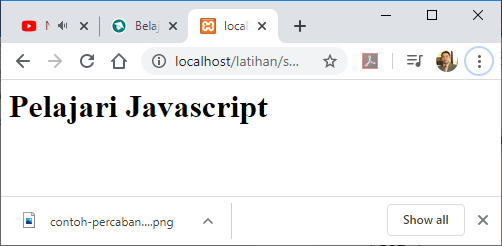 Belaj
local
localhost/latihan/s...
Pelajari Javascript
contoh-percaban....png
Show all